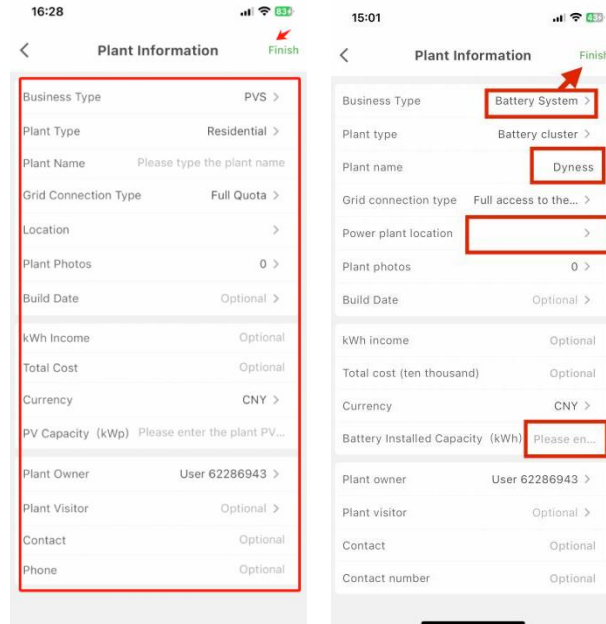 16:28
83
Plant Information
Finish
Business Type PVS >
Plant Type Residential >
Plant Name Please type the plant name
Grid Connection Type Full Quota >
Location >
Plant Photos 0 >
Build Date Optional >
kWh Income Optional
Total Cost Optional
Currency CNY >
PV Capacity (kWp) Please enter the plant PV...
Plant Owner User 62286943 >
Plant Visitor Optional >
Contact Optional
Phone Optional
15:01
43
Plant Information
Finish
Business Type Battery System >
Plant type Battery cluster >
Plant name Dyness
Grid connection type Full access to the... >
Power plant location >
Plant photos 0 >
Build Date Optional >
kWh income Optional
Total cost (ten thousand) Optional
Currency CNY >
Battery Installed Capacity (kWh) Please en...
Plant owner User 62286943 >
Plant visitor Optional >
Contact Optional
Contact number Optional